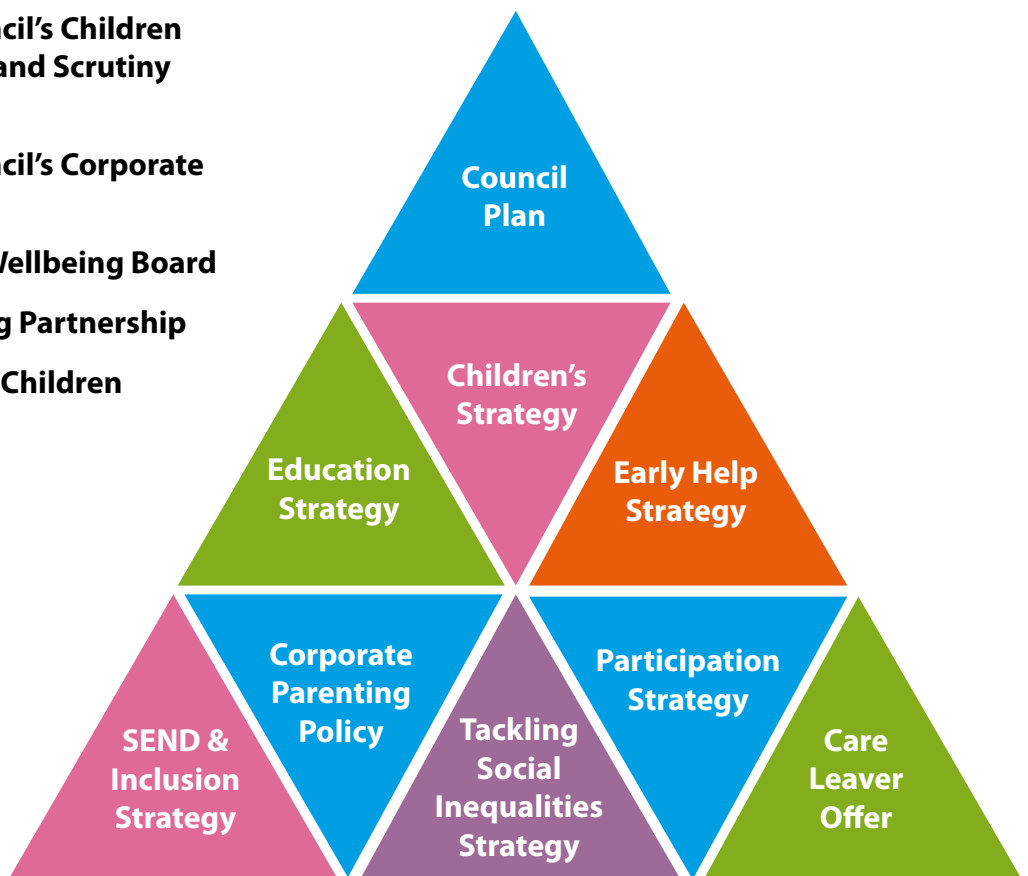 cil’s Children
and Scrutiny
cil’s Corporate
Wellbeing Board
g Partnership
Children
Council
Plan
Children’s
Strategy
Education
Strategy
Early Help
Strategy
Corporate
Parenting
Policy
Participation
Strategy
SEND &
Inclusion
Strategy
Tackling
Social
Inequalities
Strategy
Care
Leaver
Offer